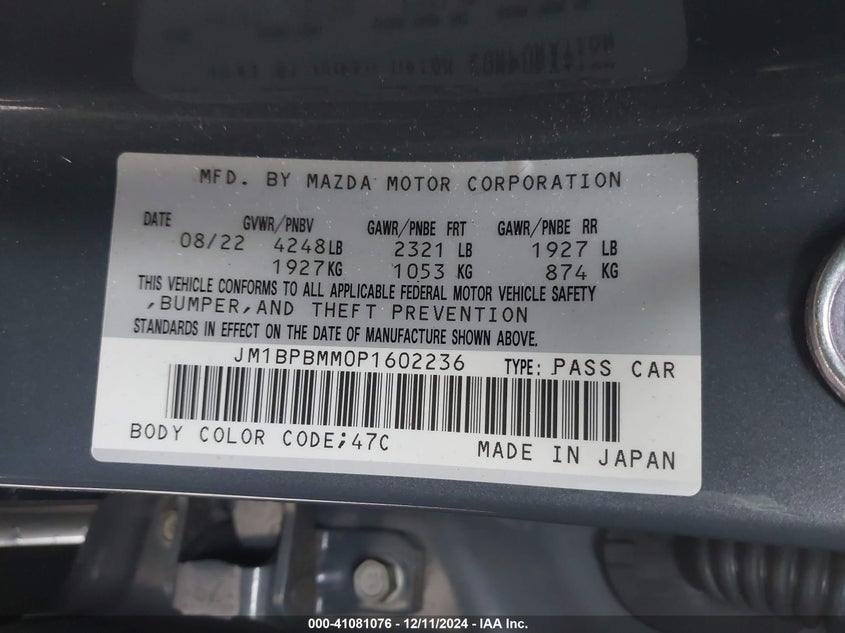 MFD. BY MAZDA MOTOR CORPORATION
DATE GVWR/PNBV GAWR/PNBE FRT GAWR/PNBE RR
08/22 4248LB 2321 LB 1927 LB
1927KG 1053 KG 874 KG
THIS VEHICLE CONFORMS TO ALL APPLICABLE FEDERAL MOTOR VEHICLE SAFETY
,BUMPER,AND THEFT PREVENTION
STANDARDS IN EFFECT ON THE DATE OF MANUFACTURE SHOWN ABOVE.
JM1BPBMM0P1602236 TYPE: PASS CAR
BODY COLOR CODE;47C MADE IN JAPAN
000-41081076 - 12/11/2024 - IAA Inc.